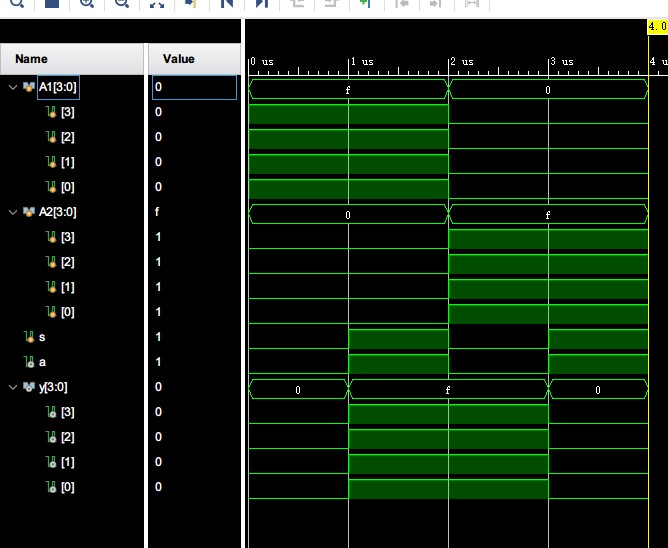 4.0
Name Value
0 us 1 us 2 us 3 us 4 u
A1[3:0] 0 f 0
[3] 0
[2] 0
[1] 0
[0] 0
A2[3:0] f 0 f
[3] 1
[2] 1
[1] 1
[0] 1
s 1
a 1
y[3:0] 0 0 f 0
[3] 0
[2] 0
[1] 0
[0] 0